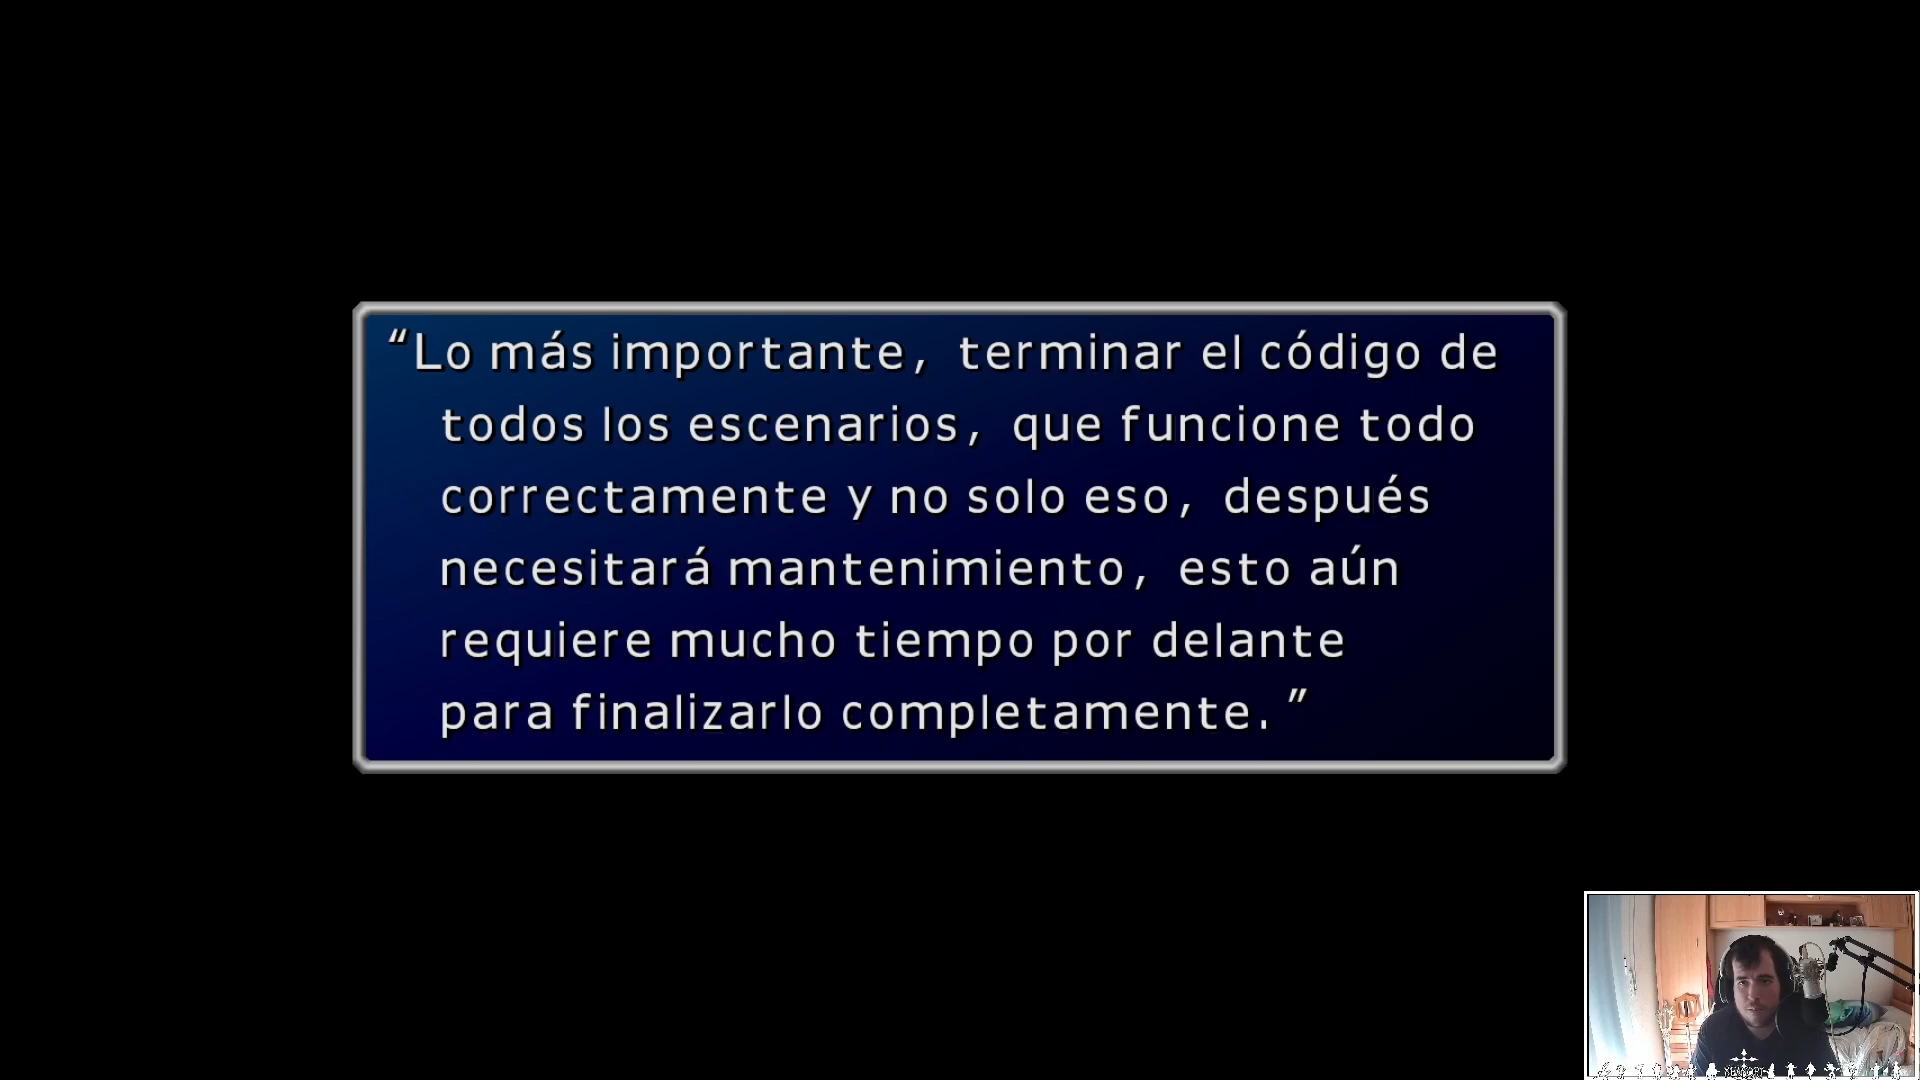 “Lo más importante, terminar el código de
todos los escenarios, que funcione todo
correctamente y no solo eso, después
necesitará mantenimiento, esto aún
requiere mucho tiempo por delante
para finalizarlo completamente.”